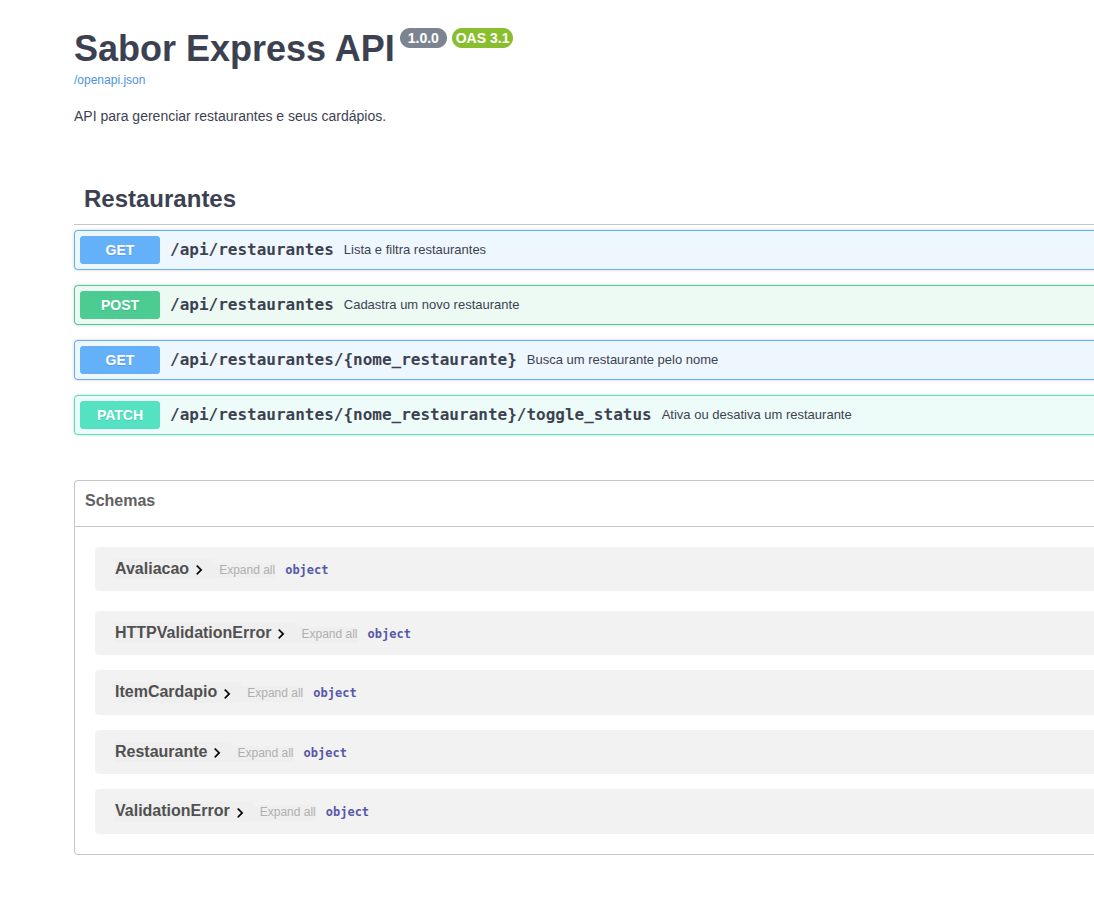 Sabor Express API 1.0.0 OAS 3.1
/openapi.json
API para gerenciar restaurantes e seus cardápios.
Restaurantes
GET /api/restaurantes Lista e filtra restaurantes
POST /api/restaurantes Cadastra um novo restaurante
GET /api/restaurantes/{nome_restaurante} Busca um restaurante pelo nome
PATCH /api/restaurantes/{nome_restaurante}/toggle_status Ativa ou desativa um restaurante
Schemas
Avaliacao Expand all object
HTTPValidationError Expand all object
ItemCardapio Expand all object
Restaurante Expand all object
ValidationError Expand all object